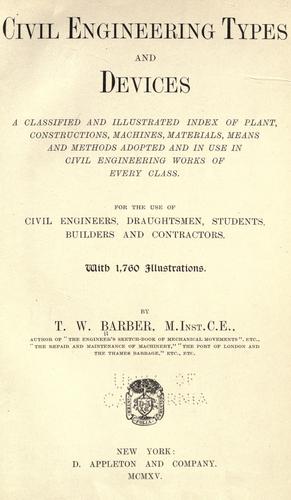 CIVIL ENGINEERING TYPES
AND
DEVICES
A CLASSIFIED AND ILLUSTRATED INDEX OF PLANT,
CONSTRUCTIONS, MACHINES, MATERIALS, MEANS
AND METHODS ADOPTED AND IN USE IN
CIVIL ENGINEERING WORKS OF
EVERY CLASS.
FOR THE USE OF
CIVIL ENGINEERS, DRAUGHTSMEN, STUDENTS,
BUILDERS AND CONTRACTORS.
With 1,760 Illustrations.
BY
T. W. BARBER, M.INST.C.E.,
AUTHOR OF "THE ENGINEER'S SKETCH-BOOK OF MECHANICAL MOVEMENTS", ETC.,
"THE REPAIR AND MAINTENANCE OF MACHINERY," "THE PORT OF LONDON AND
THE THAMES BARRAGE," ETC., ETC.
NEW YORK:
D. APPLETON AND COMPANY.
MCMXV.